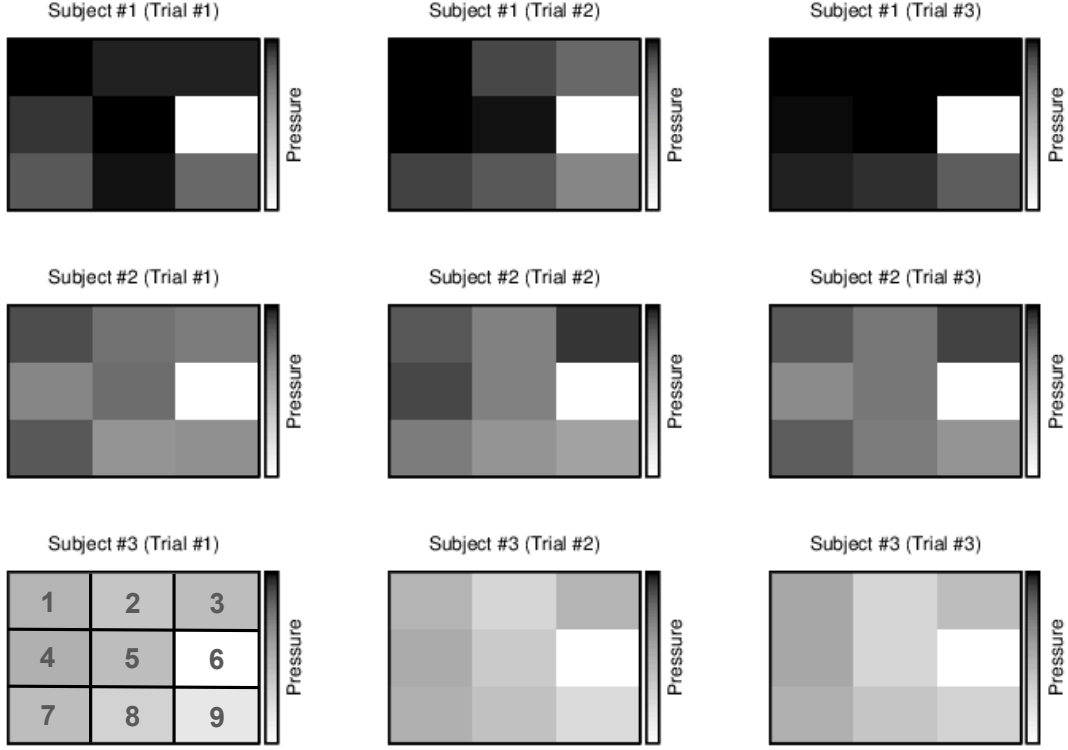 Subject #1 (Trial #1)
Subject #1 (Trial #2)
Subject #1 (Trial #3)
Pressure
Pressure
Pressure
Subject #2 (Trial #1)
Subject #2 (Trial #2)
Subject #2 (Trial #3)
Pressure
Pressure
Pressure
Subject #3 (Trial #1)
Subject #3 (Trial #2)
Subject #3 (Trial #3)
1 2 3
4 5 6
7 8 9
Pressure
Pressure
Pressure